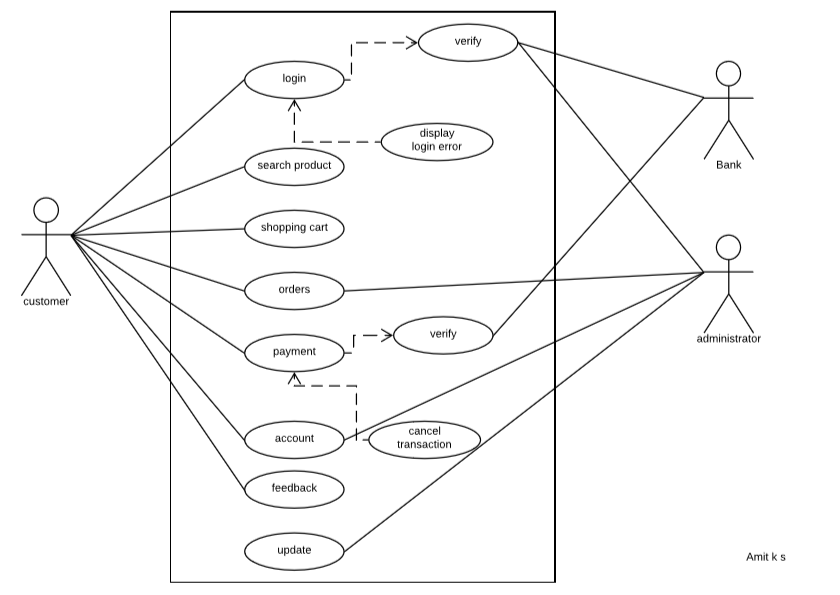 verify
login
display
login error
search product
Bank
shopping cart
orders
customer
verify
administrator
payment
cancel
transaction
account
feedback
update
Amit k s